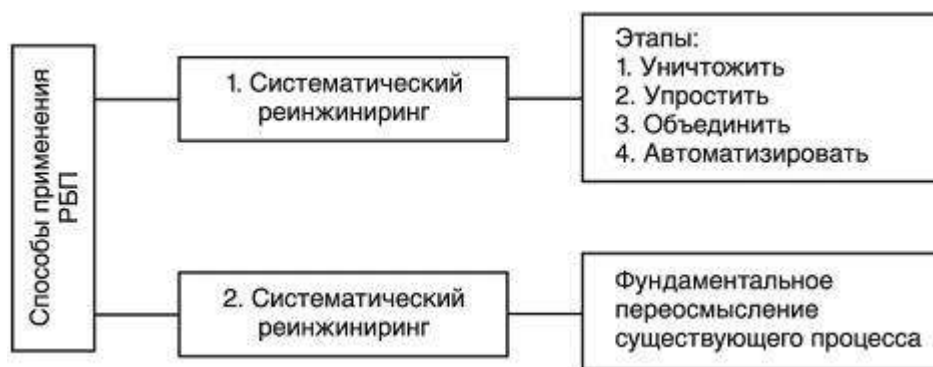 Способы применения
РБП
1. Систематический
реинжиниринг
Этапы:
1. Уничтожить
2. Упростить
3. Объединить
4. Автоматизировать
2. Систематический
реинжиниринг
Фундаментальное
переосмысление
существующего процесса